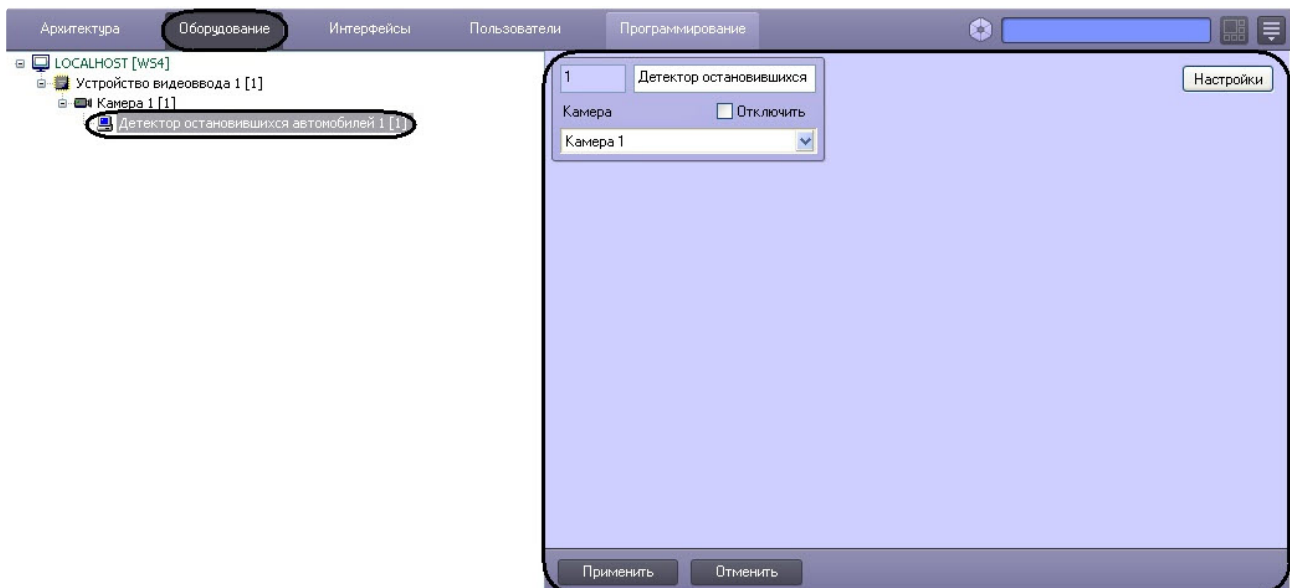 Архитектура Оборудование Интерфейсы Пользователи Программирование
LOCALHOST [WS4]
Устройство видеоввода 1 [1]
Камера 1 [1]
Детектор остановившихся автомобилей 1 [1]
1 Детектор остановившихся Настройки
Камера Отключить
Камера 1
Применить Отменить